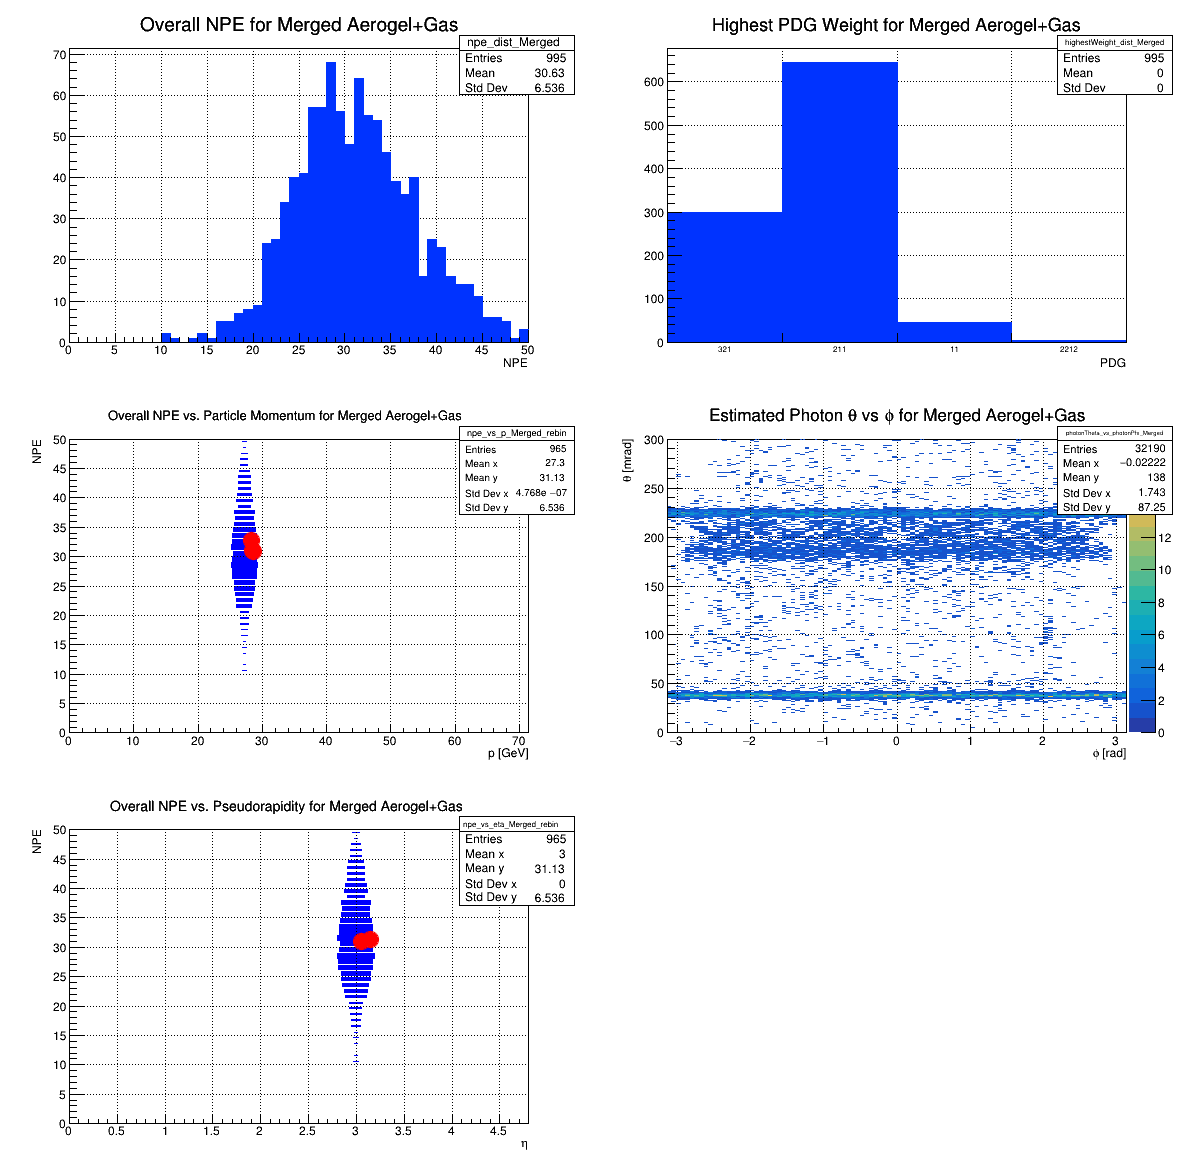 Overall NPE for Merged Aerogel+Gas
npe_dist_Merged
Entries 995
Mean 30.63
Std Dev 6.536
70
60
50
40
30
20
10
0
0 5 10 15 20 25 30 35 40 45 50
NPE
Highest PDG Weight for Merged Aerogel+Gas
highestWeight_dist_Merged
Entries 995
Mean 0
Std Dev 0
600
500
400
300
200
100
0
321 211 11 2212
PDG
Overall NPE vs. Particle Momentum for Merged Aerogel+Gas
npe_vs_p_Merged_rebin
Entries 965
Mean x 27.3
Mean y 31.13
Std Dev x 4.768e −07
Std Dev y 6.536
NPE
50
45
40
35
30
25
20
15
10
5
0
0 10 20 30 40 50 60 70
p [GeV]
Estimated Photon θ vs ϕ for Merged Aerogel+Gas
photonTheta_vs_photonPhi_Merged
Entries 32190
Mean x −0.02222
Mean y 138
Std Dev x 1.743
Std Dev y 87.25
θ [mrad]
300
250
200
150
100
50
0
−3 −2 −1 0 1 2 3
ϕ [rad]
12
10
8
6
4
2
0
Overall NPE vs. Pseudorapidity for Merged Aerogel+Gas
npe_vs_eta_Merged_rebin
Entries 965
Mean x 3
Mean y 31.13
Std Dev x 0
Std Dev y 6.536
NPE
50
45
40
35
30
25
20
15
10
5
0
0 0.5 1 1.5 2 2.5 3 3.5 4 4.5
η